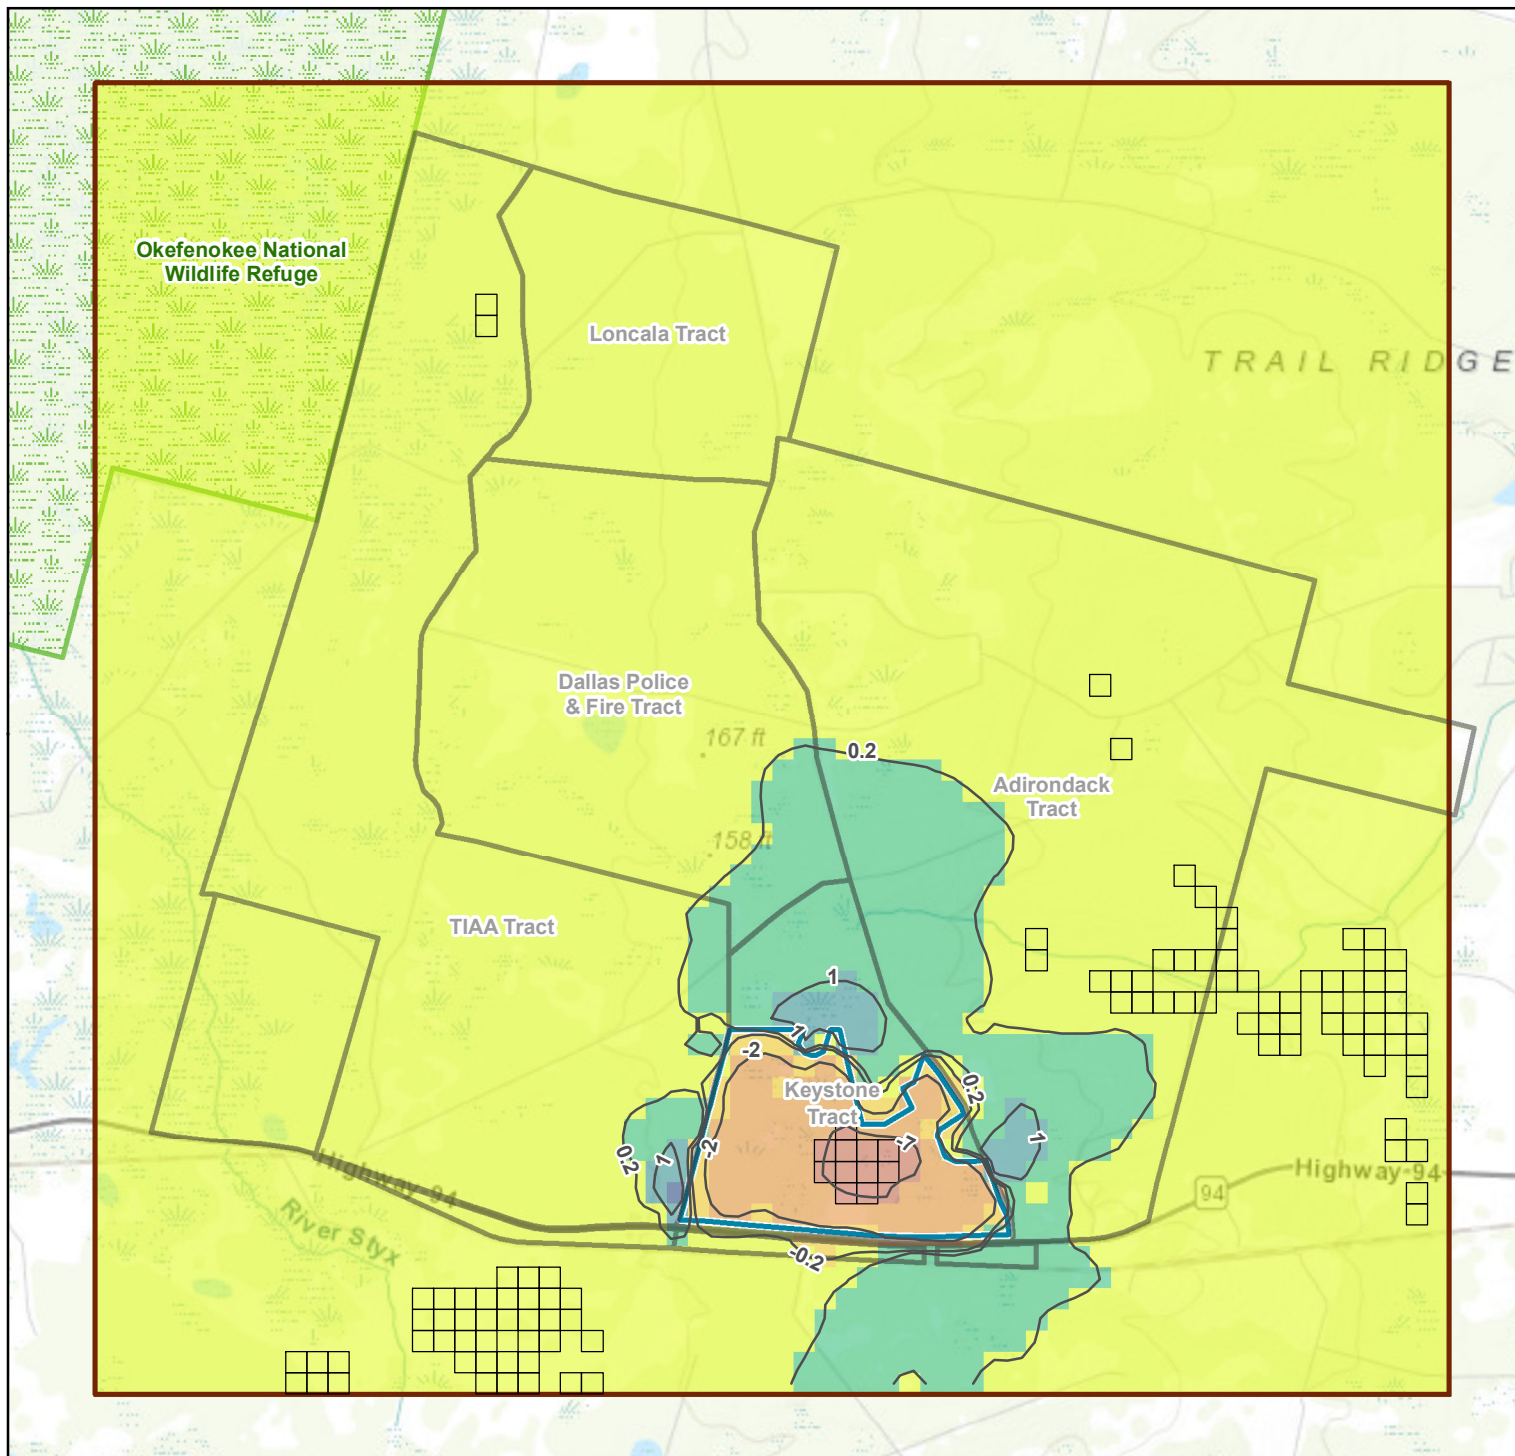 Okefenokee National
Wildlife Refuge
Loncala Tract
TRAIL RIDGE
Dallas Police
& Fire Tract
167 ft
0.2
Adirondack
Tract
158 ft
TIAA Tract
1
1
-2
Keystone
Tract
0.2
-2
-7
1
0.2
1
Highway 94
94
Highway 94
River Styx
-0.2